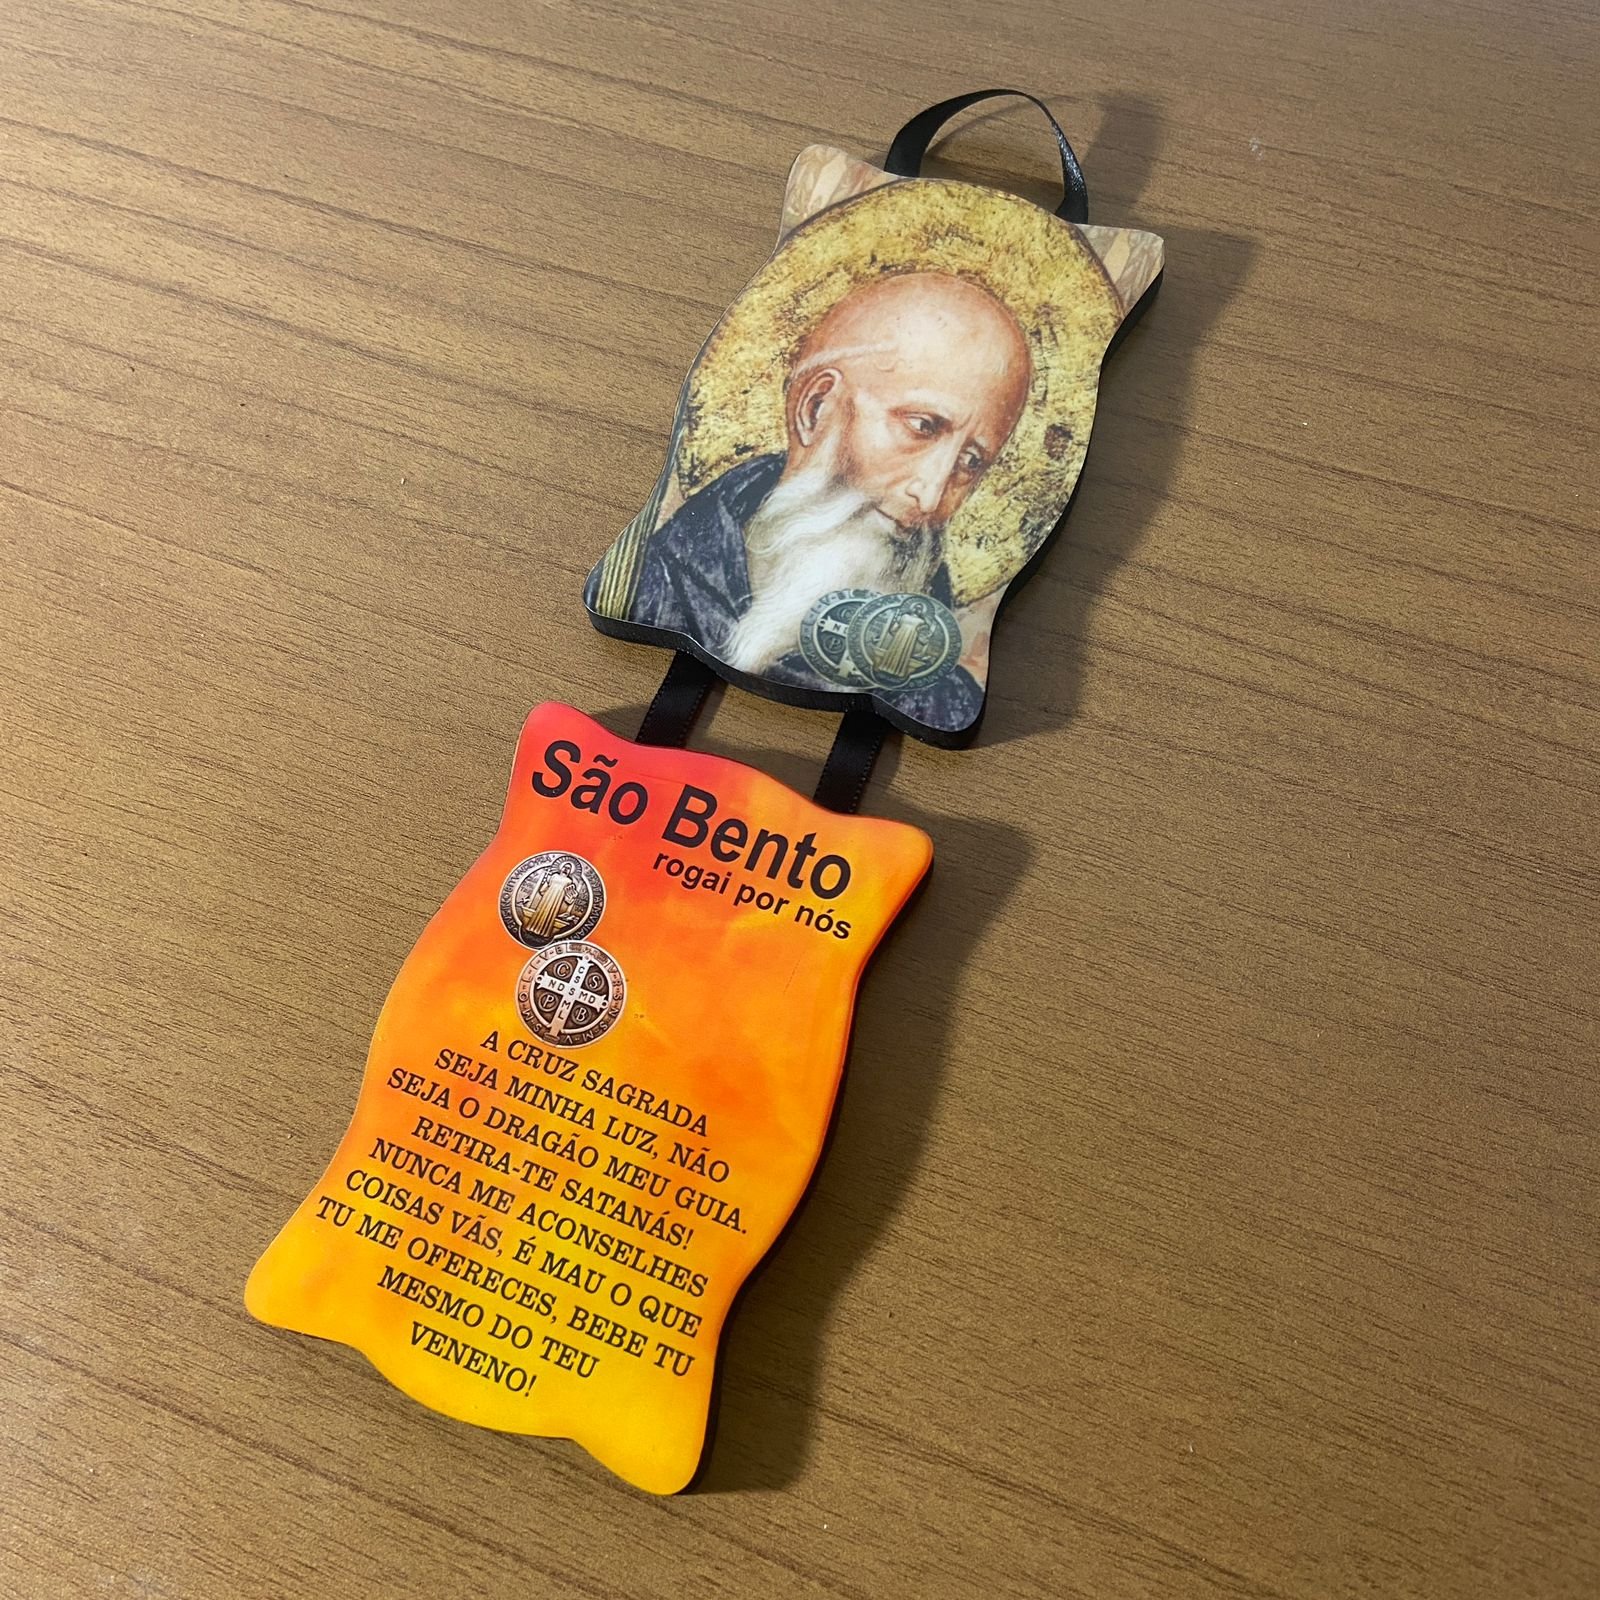 São Bento
rogai por nós
C S
C
S
N D S M D
M
L
P B
A CRUZ SAGRADA
SEJA MINHA LUZ, NÃO
SEJA O DRAGÃO MEU GUIA.
RETIRA-TE SATANÁS!
NUNCA ME ACONSELHES
COISAS VÃS, É MAU O QUE
TU ME OFERECES, BEBE TU
MESMO DO TEU
VENENO!